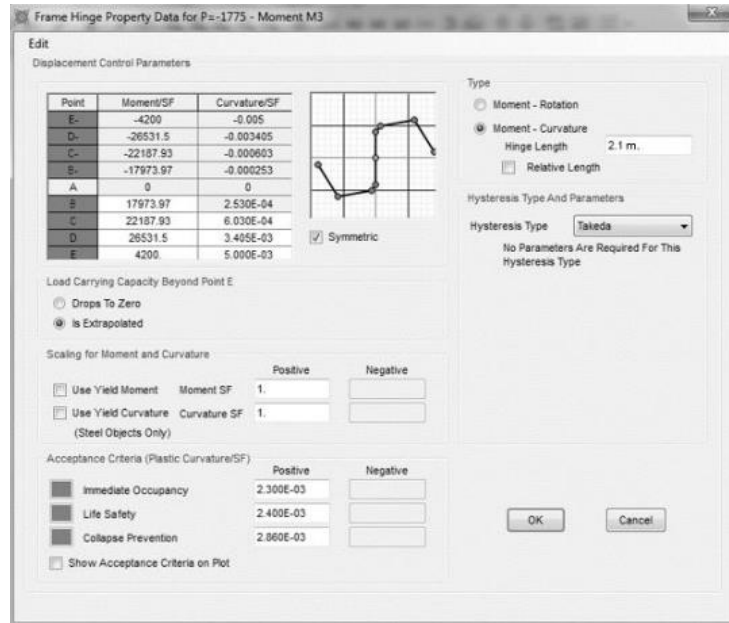 Frame Hinge Property Data for P=-1775 - Moment M3
Edit
Displacement Control Parameters
Point Moment/SF Curvature/SF
E- -4200 -0.005
D- -26531.5 -0.003405
C- -22187.93 -0.000603
B- -17973.97 -0.000253
A 0 0
B 17973.97 2.530E-04
C 22187.93 6.030E-04
D 26531.5 3.405E-03
E 4200. 5.000E-03
Symmetric
Load Carrying Capacity Beyond Point E
Drops To Zero
Is Extrapolated
Scaling for Moment and Curvature
Positive Negative
Use Yield Moment Moment SF 1.
Use Yield Curvature Curvature SF 1.
(Steel Objects Only)
Acceptance Criteria (Plastic Curvature/SF)
Positive Negative
Immediate Occupancy 2.300E-03
Life Safety 2.400E-03
Collapse Prevention 2.860E-03
Show Acceptance Criteria on Plot
Type
Moment - Rotation
Moment - Curvature
Hinge Length 2.1 m.
Relative Length
Hysteresis Type And Parameters
Hysteresis Type Takeda
No Parameters Are Required For This
Hysteresis Type
OK Cancel